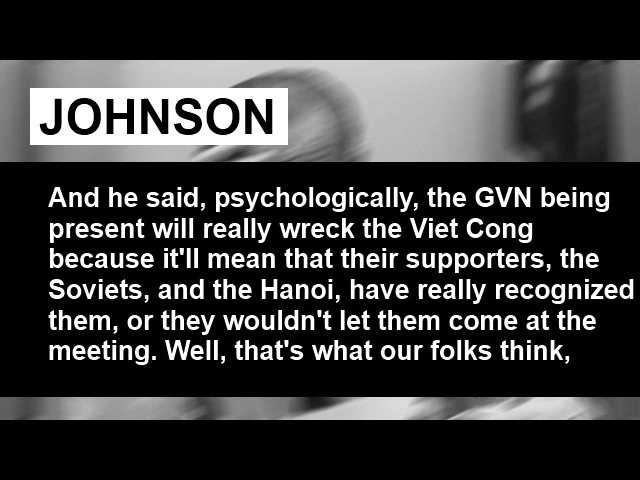 JOHNSON
And he said, psychologically, the GVN being
present will really wreck the Viet Cong
because it'll mean that their supporters, the
Soviets, and the Hanoi, have really recognized
them, or they wouldn't let them come at the
meeting. Well, that's what our folks think,